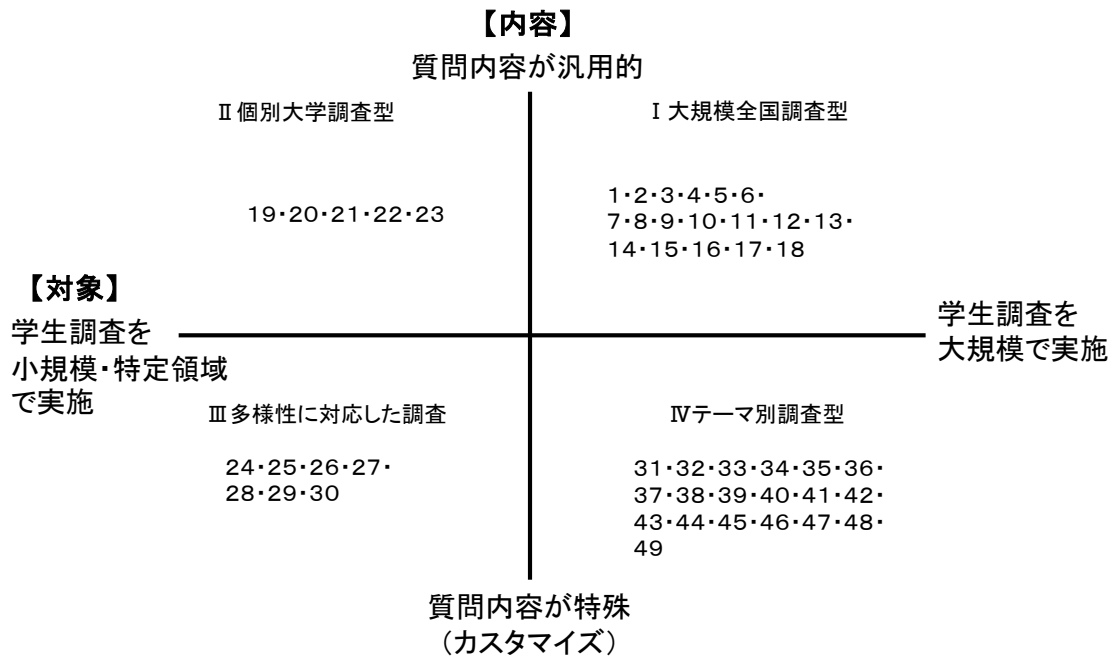 【内容】
質問内容が汎用的
Ⅱ個別大学調査型
Ⅰ大規模全国調査型
19・20・21・22・23
1・2・3・4・5・6・
7・8・9・10・11・12・13・
14・15・16・17・18
【対象】
学生調査を
小規模・特定領域
で実施
学生調査を
大規模で実施
Ⅲ多様性に対応した調査
Ⅳテーマ別調査型
24・25・26・27・
28・29・30
31・32・33・34・35・36・
37・38・39・40・41・42・
43・44・45・46・47・48・
49
質問内容が特殊
(カスタマイズ)